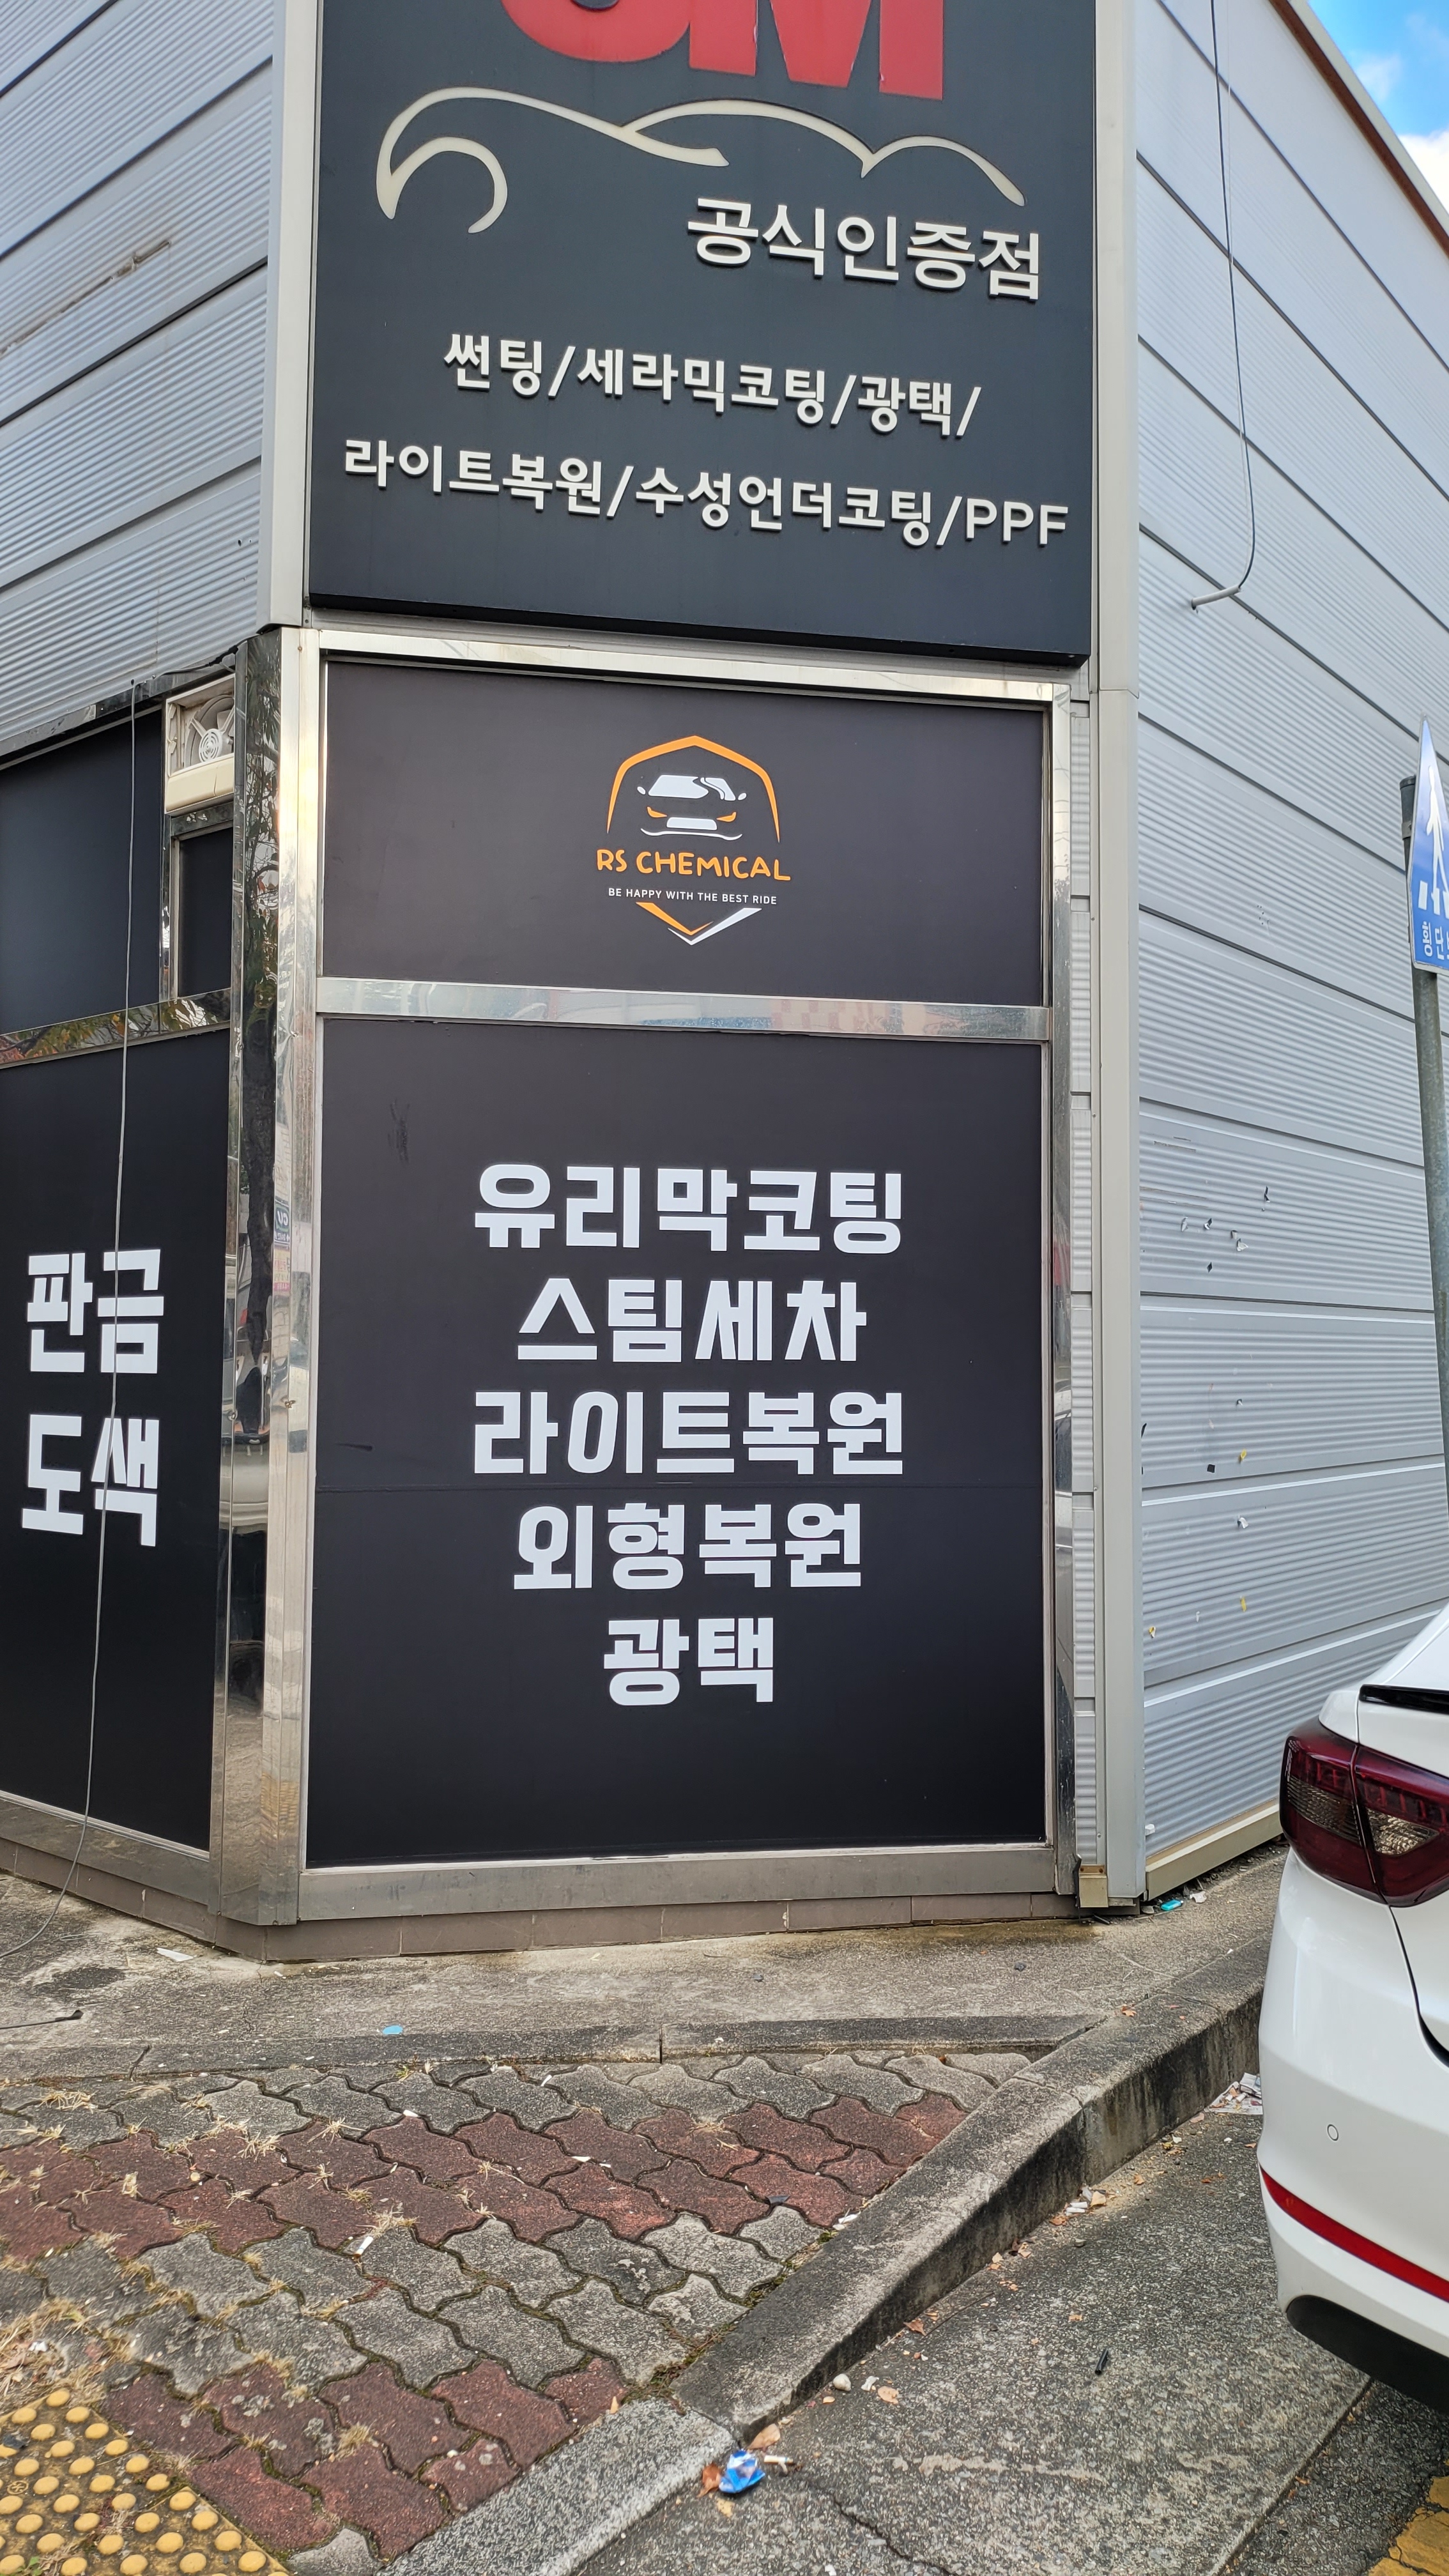 3M
공식인증점
썬팅/세라믹코팅/광택/
라이트복원/수성언더코팅/PPF
RS CHEMICAL
BE HAPPY WITH THE BEST RIDE
유리막코팅
스팀세차
라이트복원
외형복원
광택
판금
도색